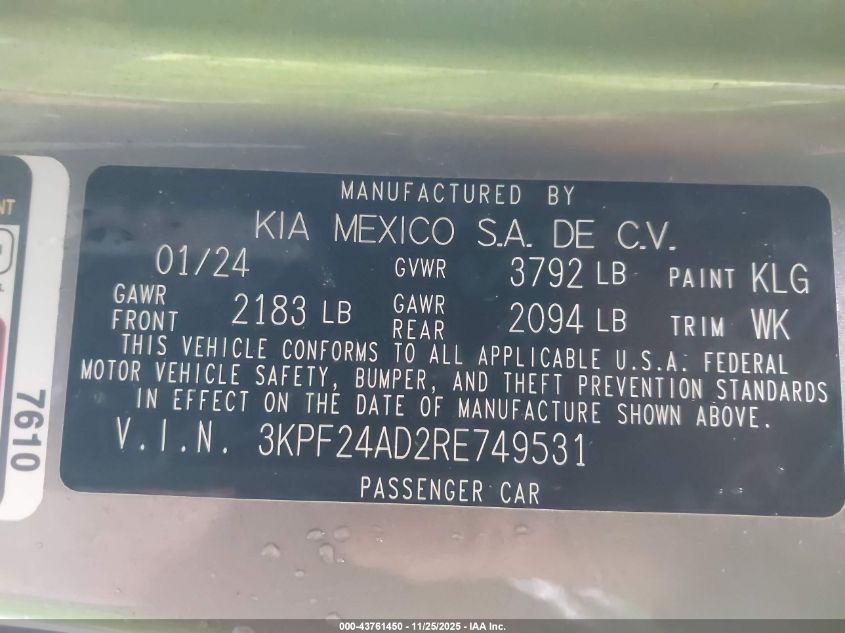 MANUFACTURED BY
KIA MEXICO S.A. DE C.V.
01/24 GVWR 3792 LB PAINT KLG
GAWR FRONT 2183 LB GAWR REAR 2094 LB TRIM WK
THIS VEHICLE CONFORMS TO ALL APPLICABLE U.S.A. FEDERAL
MOTOR VEHICLE SAFETY, BUMPER, AND THEFT PREVENTION STANDARDS
IN EFFECT ON THE DATE OF MANUFACTURE SHOWN ABOVE.
V.I.N. 3KPF24AD2RE749531
PASSENGER CAR
7610
000-43761450 - 11/25/2025 - IAA Inc.